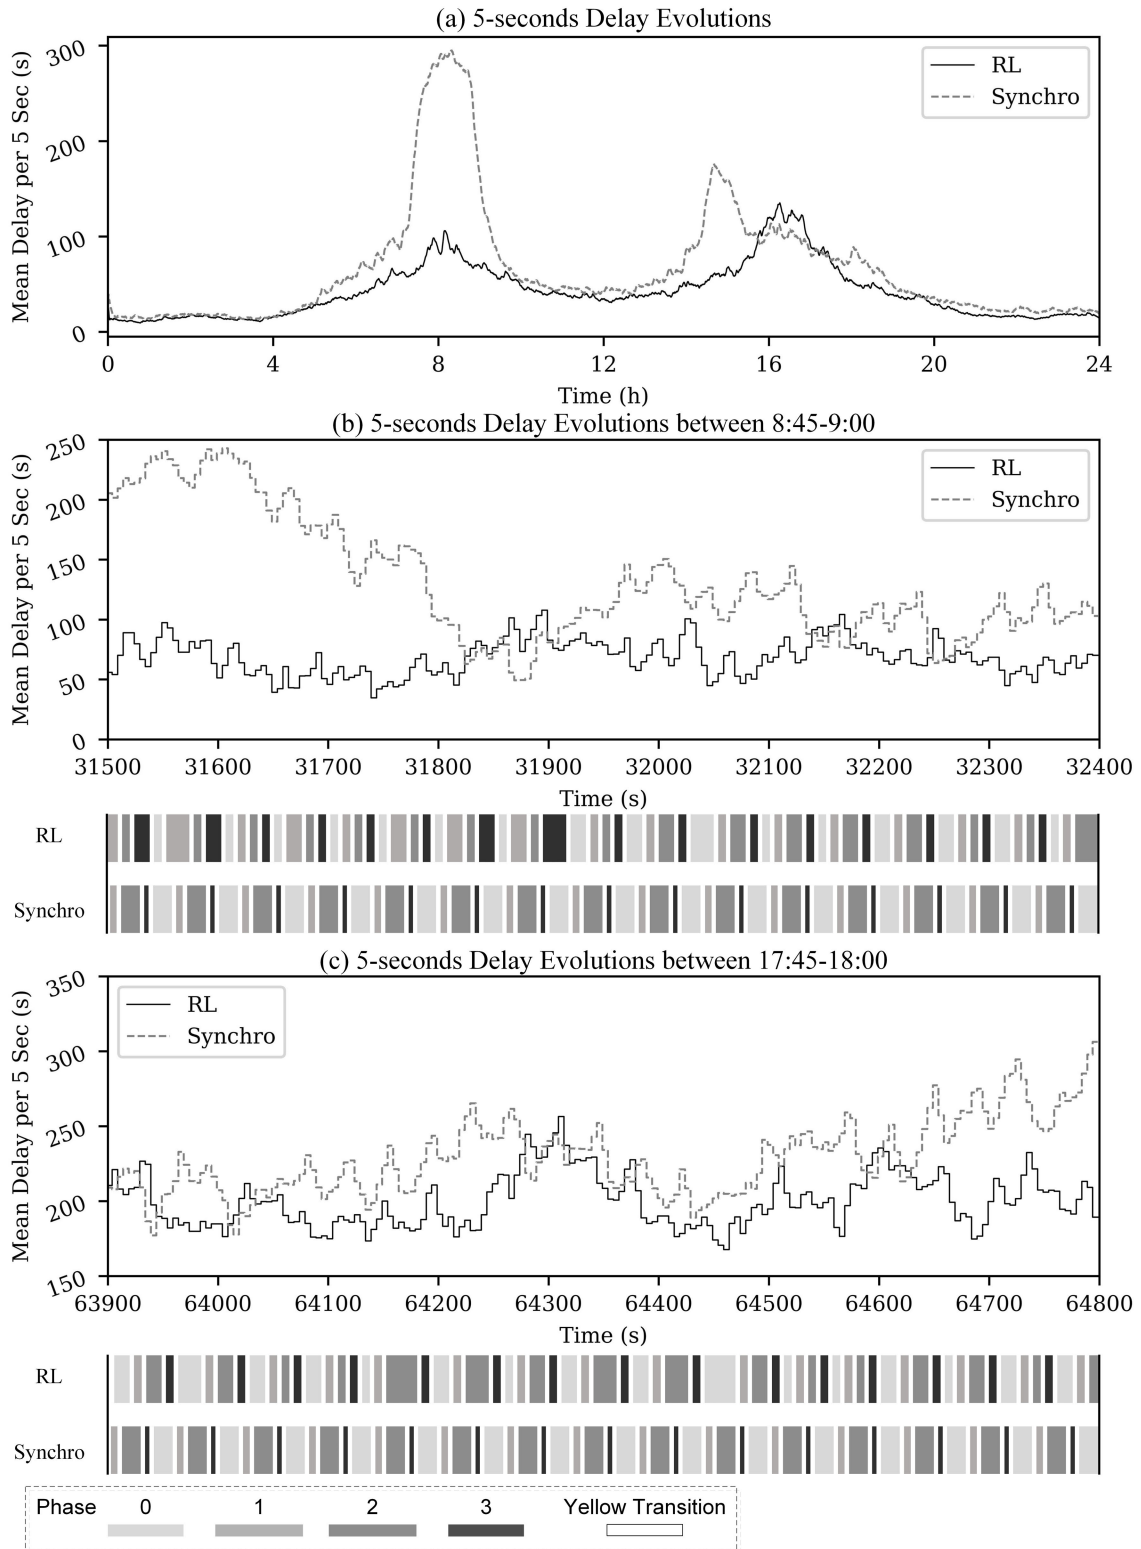 (a) 5-seconds Delay Evolutions
Mean Delay per 5 Sec (s)
300
200
100
0
RL
Synchro
0 4 8 12 16 20 24
Time (h)
(b) 5-seconds Delay Evolutions between 8:45-9:00
Mean Delay per 5 Sec (s)
250
200
150
100
50
0
RL
Synchro
31500 31600 31700 31800 31900 32000 32100 32200 32300 32400
Time (s)
RL
Synchro
(c) 5-seconds Delay Evolutions between 17:45-18:00
Mean Delay per 5 Sec (s)
350
300
250
200
150
RL
Synchro
63900 64000 64100 64200 64300 64400 64500 64600 64700 64800
Time (s)
RL
Synchro
Phase 0 1 2 3 Yellow Transition